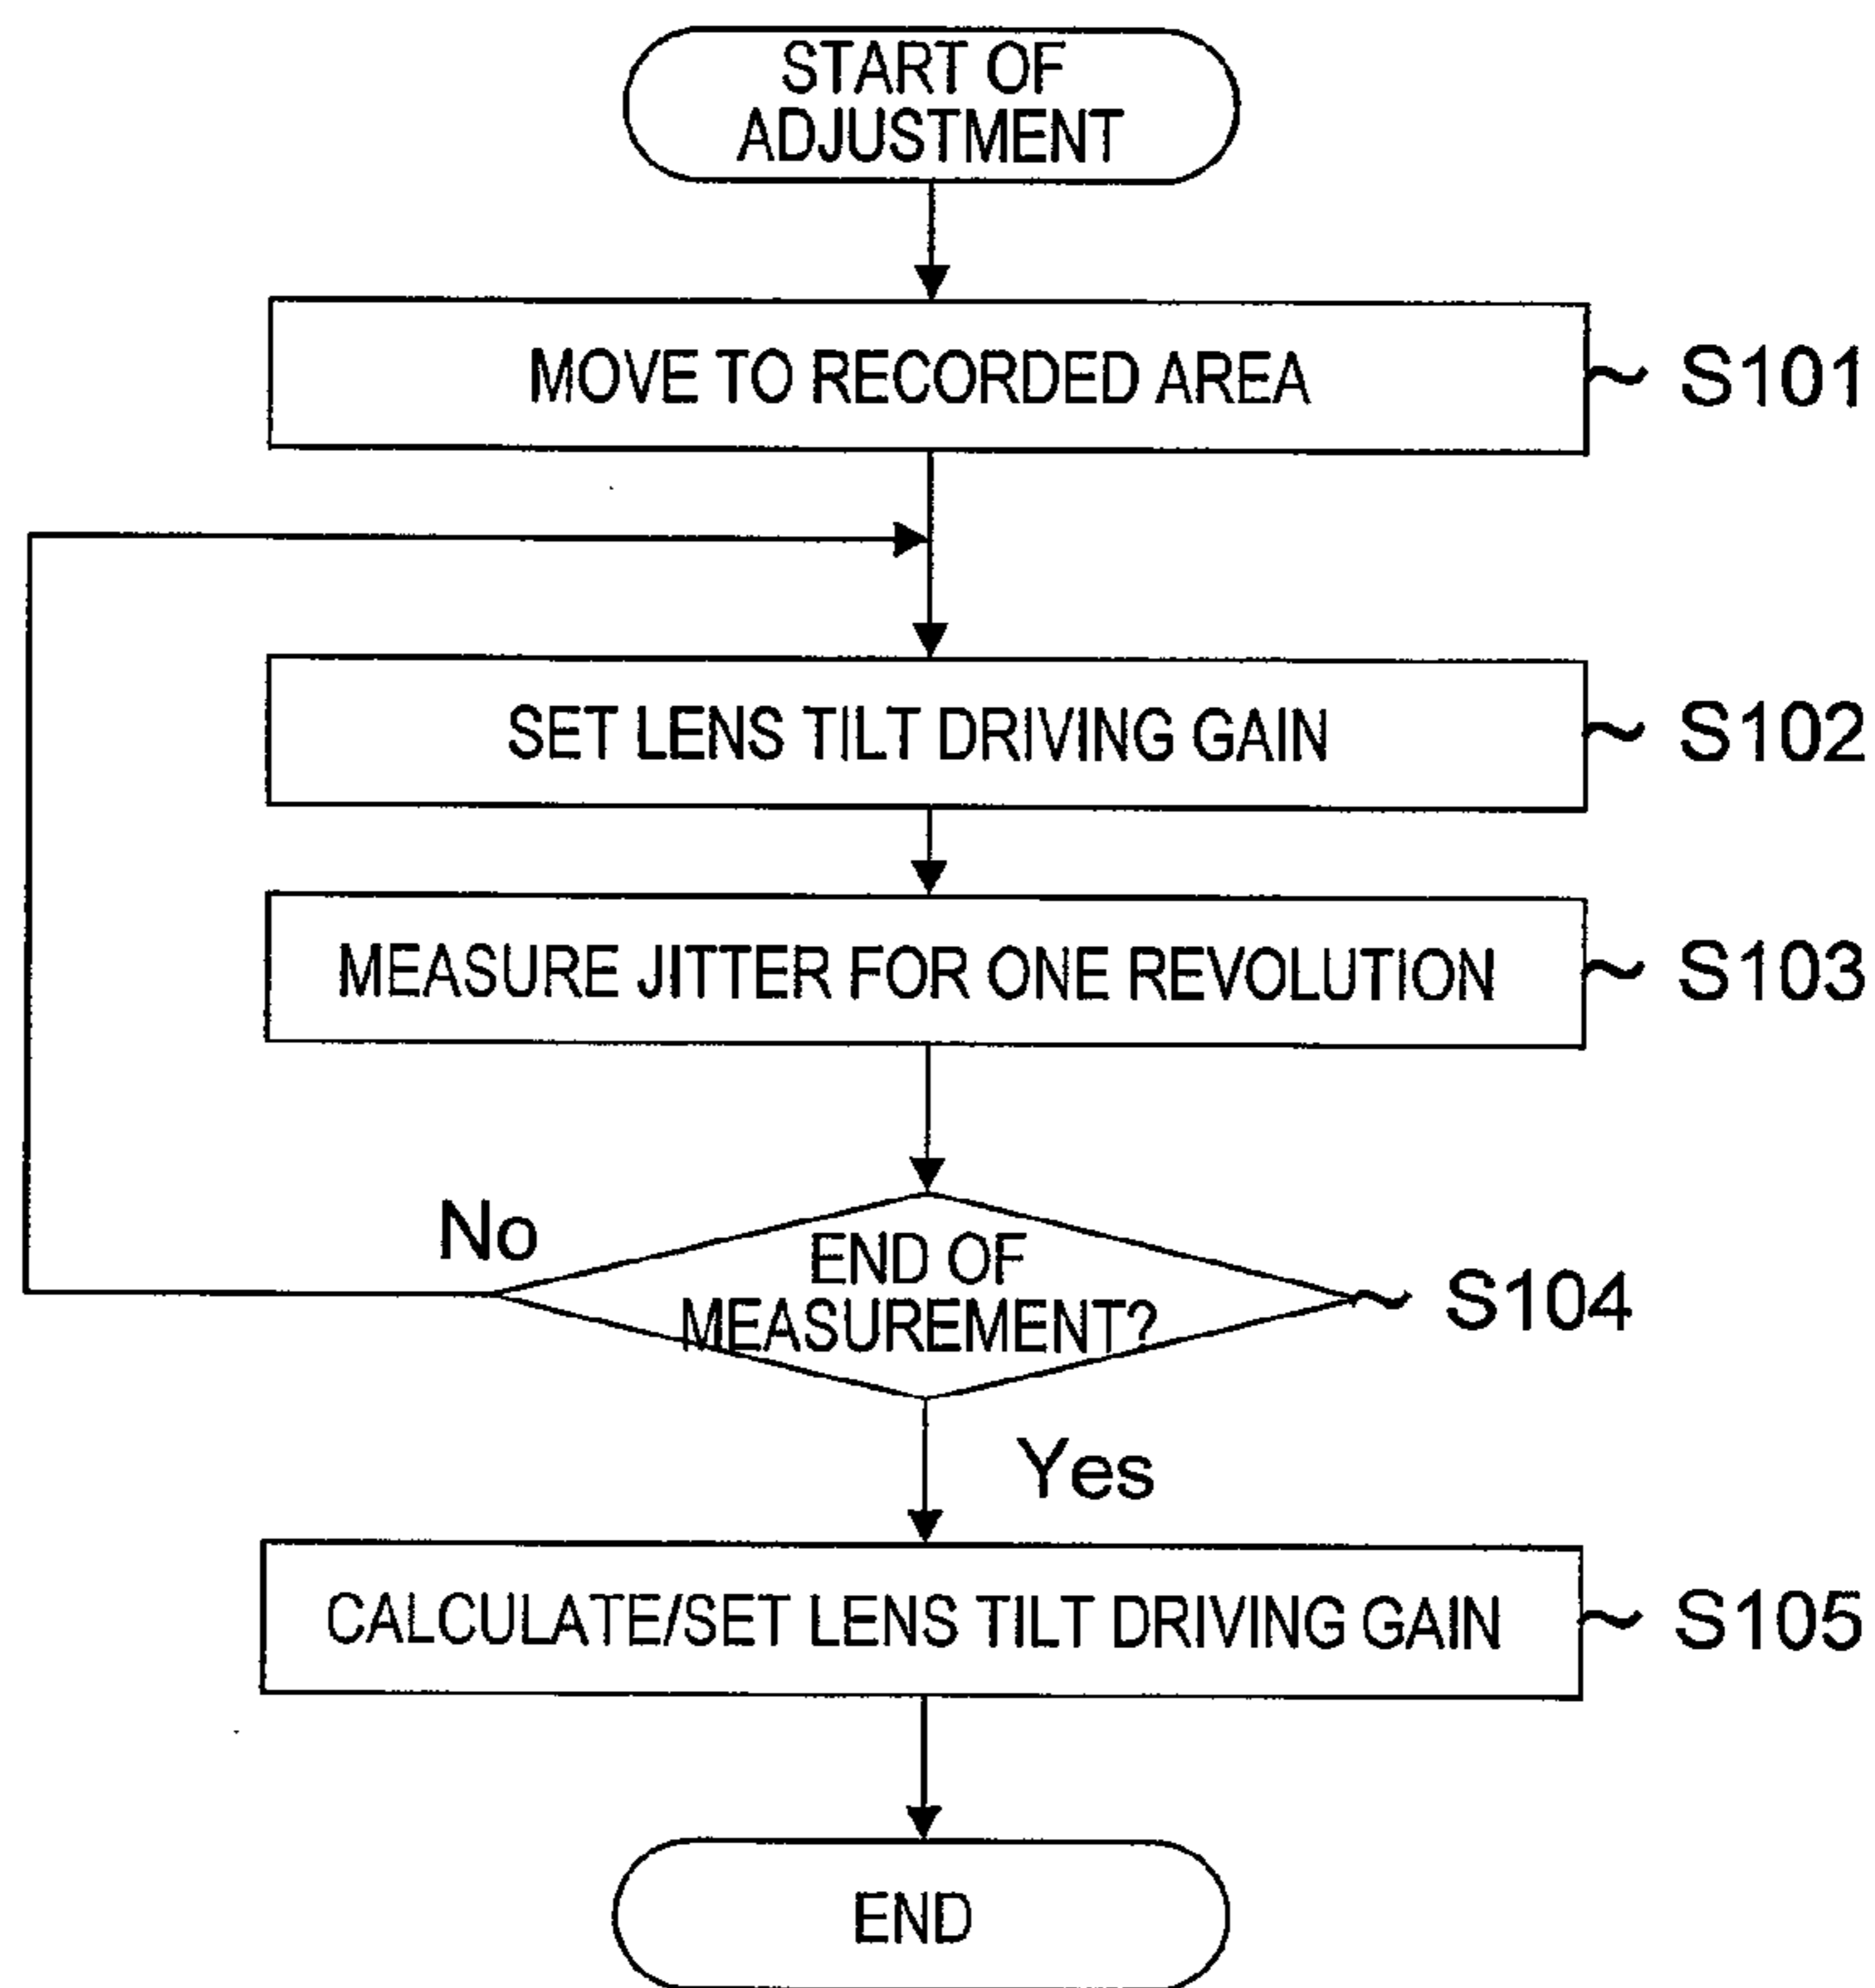 START OF
ADJUSTMENT
MOVE TO RECORDED AREA
S101
SET LENS TILT DRIVING GAIN
S102
MEASURE JITTER FOR ONE REVOLUTION
S103
No
END OF
MEASUREMENT?
S104
Yes
CALCULATE/SET LENS TILT DRIVING GAIN
S105
END